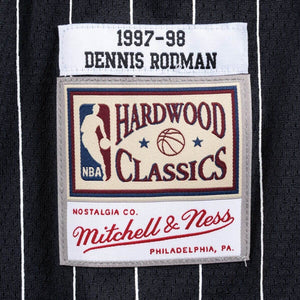 1997-98
DENNIS RODMAN
HARDWOOD
NBA
CLASSICS
NOSTALGIA CO.
Mitchell & Ness
PHILADELPHIA, PA.